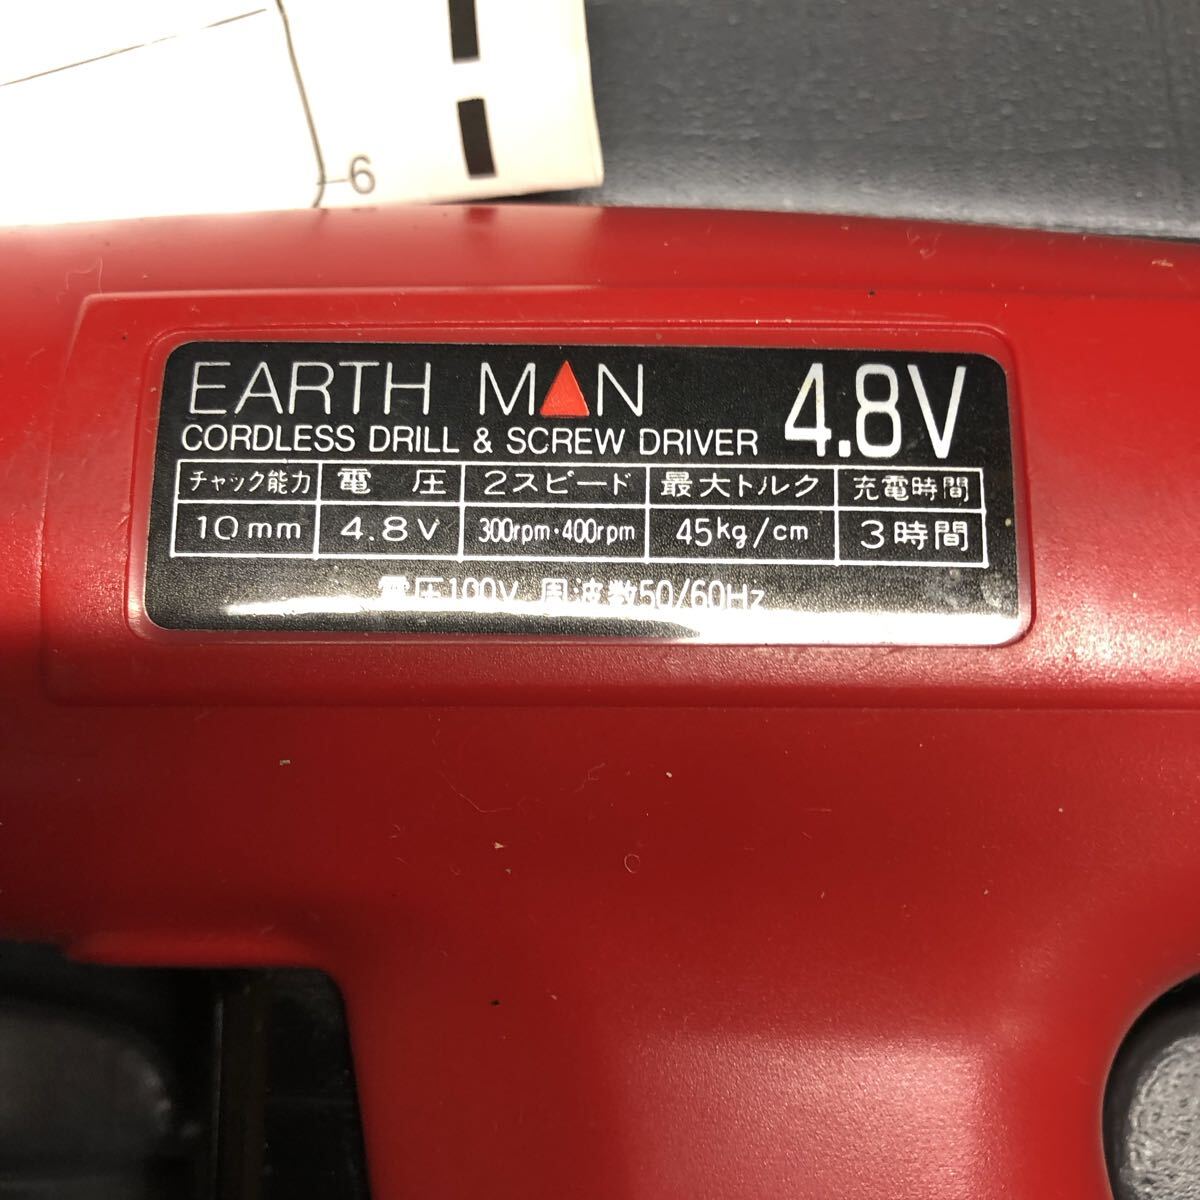 6
EARTH MAN 4.8V
CORDLESS DRILL & SCREW DRIVER
チャック能力 電圧 2スピード 最大トルク 充電時間
10mm 4.8V 300rpm・400rpm 45kg/cm 3時間
電圧100V 周波数50/60Hz